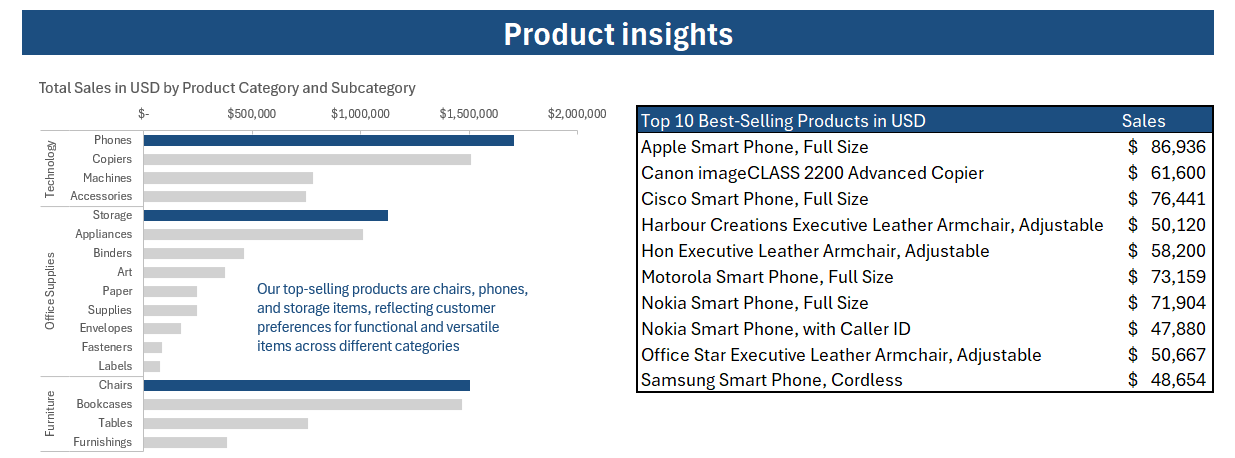 Product insights
Total Sales in USD by Product Category and Subcategory
$- $500,000 $1,000,000 $1,500,000 $2,000,000
Technology
Phones
Copiers
Machines
Accessories
Office Supplies
Storage
Appliances
Binders
Art
Paper
Supplies
Envelopes
Fasteners
Labels
Furniture
Chairs
Bookcases
Tables
Furnishings
Our top-selling products are chairs, phones,
and storage items, reflecting customer
preferences for functional and versatile
items across different categories
Top 10 Best-Selling Products in USD Sales
Apple Smart Phone, Full Size $ 86,936
Canon imageCLASS 2200 Advanced Copier $ 61,600
Cisco Smart Phone, Full Size $ 76,441
Harbour Creations Executive Leather Armchair, Adjustable $ 50,120
Hon Executive Leather Armchair, Adjustable $ 58,200
Motorola Smart Phone, Full Size $ 73,159
Nokia Smart Phone, Full Size $ 71,904
Nokia Smart Phone, with Caller ID $ 47,880
Office Star Executive Leather Armchair, Adjustable $ 50,667
Samsung Smart Phone, Cordless $ 48,654